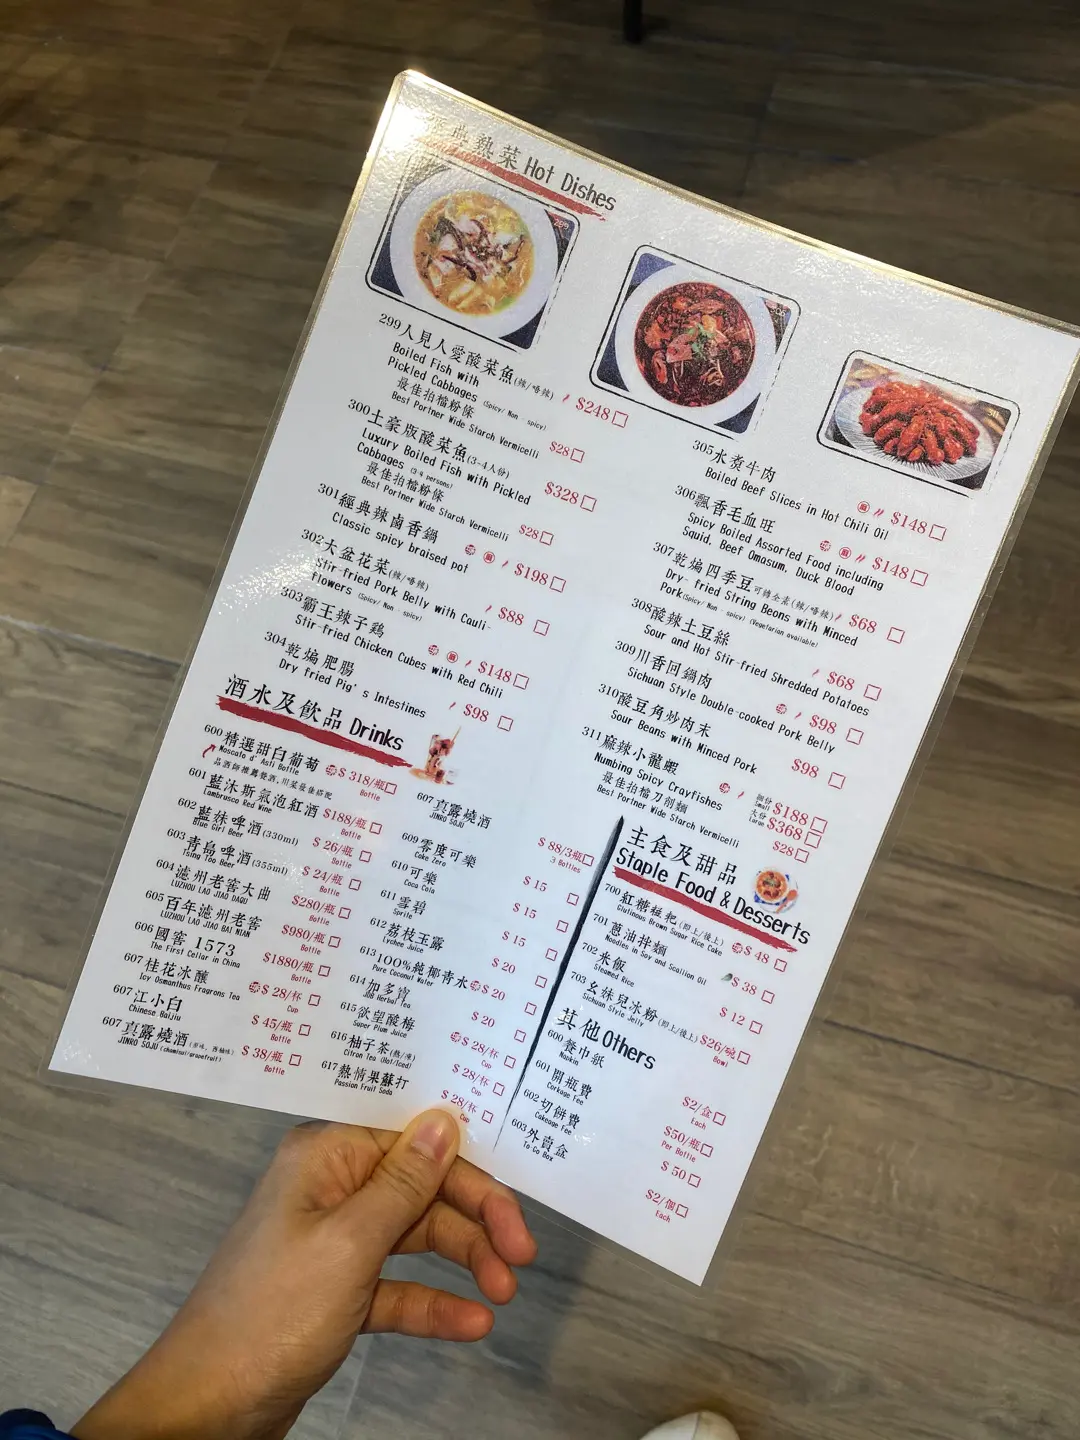 熱菜 Hot Dishes
299人見人愛酸菜魚(辣/唔辣) $248
Boiled Fish with
Pickled Cabbages (Spicy/ Non - spicy)
最佳拍檔粉條
Best Portner Wide Starch Vermicelli $28
300土豪版酸菜魚(3-4人份)
Luxury Boiled Fish with Pickled
Cabbages (3-4 persons) $328
最佳拍檔粉條
Best Portner Wide Starch Vermicelli $28
301經典辣鹵香鍋
Classic spicy braised pot $198
302大盆花菜(辣/唔辣)
Stir-fried Pork Belly with Cauli-
flowers (Spicy/ Non - spicy) $88
303霸王辣子鷄
Stir-fried Chicken Cubes with Red Chili $148
304乾煸肥腸
Dry fried Pig's Intestines $98
305水煮牛肉
Boiled Beef Slices in Hot Chili Oil $148
306飄香毛血旺
Spicy Boiled Assorted Food including
Squid, Beef Omasum, Duck Blood $148
307乾煸四季豆可請全素(辣/唔辣)
Dry- fried String Beans with Minced
Pork(Spicy/ Non - spicy) (Vegetarian available) $68
308酸辣土豆絲
Sour and Hot Stir-fried Shredded Potatoes $68
309川香回鍋肉
Sichuan Style Double-cooked Pork Belly $98
310酸豆角炒肉末
Sour Beans with Minced Pork $98
311麻辣小龍蝦
Numbing Spicy Crayfishes
Small $188
大份
Large $368
最佳拍檔刀削麵
Best Portner Wide Starch Vermicelli $28
酒水及飲品 Drinks
600精選甜白葡萄 $ 318/瓶
Moscato d' Asti Bottle
Bottle
601藍沐斯氣泡紅酒 $188/瓶
Lambrusco Red Wine
Bottle
602藍妹啤酒(330ml) $ 26/瓶
Blue Girl Beer
Bottle
603青島啤酒(355ml) $ 24/瓶
Tsing Tao Beer
Bottle
604瀘州老窖大曲 $280/瓶
LUZHOU LAO JIAO DAQU
Bottle
605百年瀘州老窖 $980/瓶
LUZHOU LAO JIAO BAI NIAN
Bottle
606國窖 1573 $1880/瓶
The First Cellar in China
Bottle
607桂花冰釀 $ 28/杯
Icy Osmanthus Fragrons Tea
Cup
607江小白 $ 45/瓶
Chinese Baijiu
Bottle
607真露燒酒 $ 38/瓶
JINRO SOJU
Bottle
607真露燒酒 $ 88/3瓶
JINRO SOJU
3 Bottles
609零度可樂 $ 15
Coke Zero
610可樂 $ 15
Coca Cola
611雪碧 $ 15
Sprite
612荔枝玉露 $ 20
Lychee Juice
613100%純椰青水 $ 20
Pure Coconut Water
614加多寶 $ 20
JDB Herbal Tea
615欲望酸梅 $ 28/杯
Super Plum Juice
Cup
616柚子茶(熱/凍) $ 28/杯
Citron Tea (Hot/Iced)
Cup
617熱情果蘇打 $ 28/杯
Passion Fruit Soda
Cup
主食及甜品
Staple Food & Desserts
700紅糖糍粑(即上/後上) $ 48
Glutinous Brown Sugar Rice Cake
701蔥油拌麵 $ 38
Noodles in Soy and Scallion Oil
702米飯 $ 12
Steamed Rice
703幺妹兒冰粉(即上/後上) $26/碗
Sichuan Style Jelly
Bowl
其他 Others
600餐巾紙 $2/盒
Napkin
Each
601開瓶費 $50/瓶
Corkage Fee
Per Bottle
602切餅費 $ 50
Cakeage Fee
603外賣盒 $2/個
To Go Box
Each